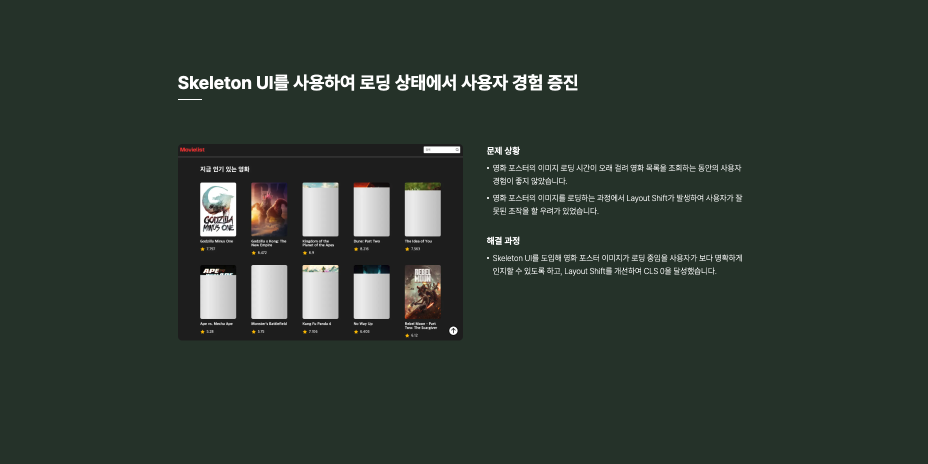 Skeleton UI를 사용하여 로딩 상태에서 사용자 경험 증진
Movielist
지금 인기 있는 영화
GODZILLA
MINUS ONE
Godzilla Minus One
7.797
Godzilla x Kong: The
New Empire
6.472
Kingdom of the
Planet of the Apes
6.9
Dune: Part Two
8.216
The Idea of You
7.593
APE
Ape vs. Mecha Ape
5.26
Monster's Battlefield
5.75
Kung Fu Panda 4
No Way Up
REBEL
MOON
Rebel Moon - Part
Two: The Scargiver
6.12
문제 상황
• 영화 포스터의 이미지 로딩 시간이 오래 걸려 영화 목록을 조회하는 동안의 사용자
경험이 좋지 않았습니다.
• 영화 포스터의 이미지를 로딩하는 과정에서 Layout Shift가 발생하여 사용자가 잘
못된 조작을 할 우려가 있었습니다.
해결 과정
• Skeleton UI를 도입해 영화 포스터 이미지가 로딩 중임을 사용자가 보다 명확하게
인지할 수 있도록 하고, Layout Shift를 개선하여 CLS 0을 달성했습니다.